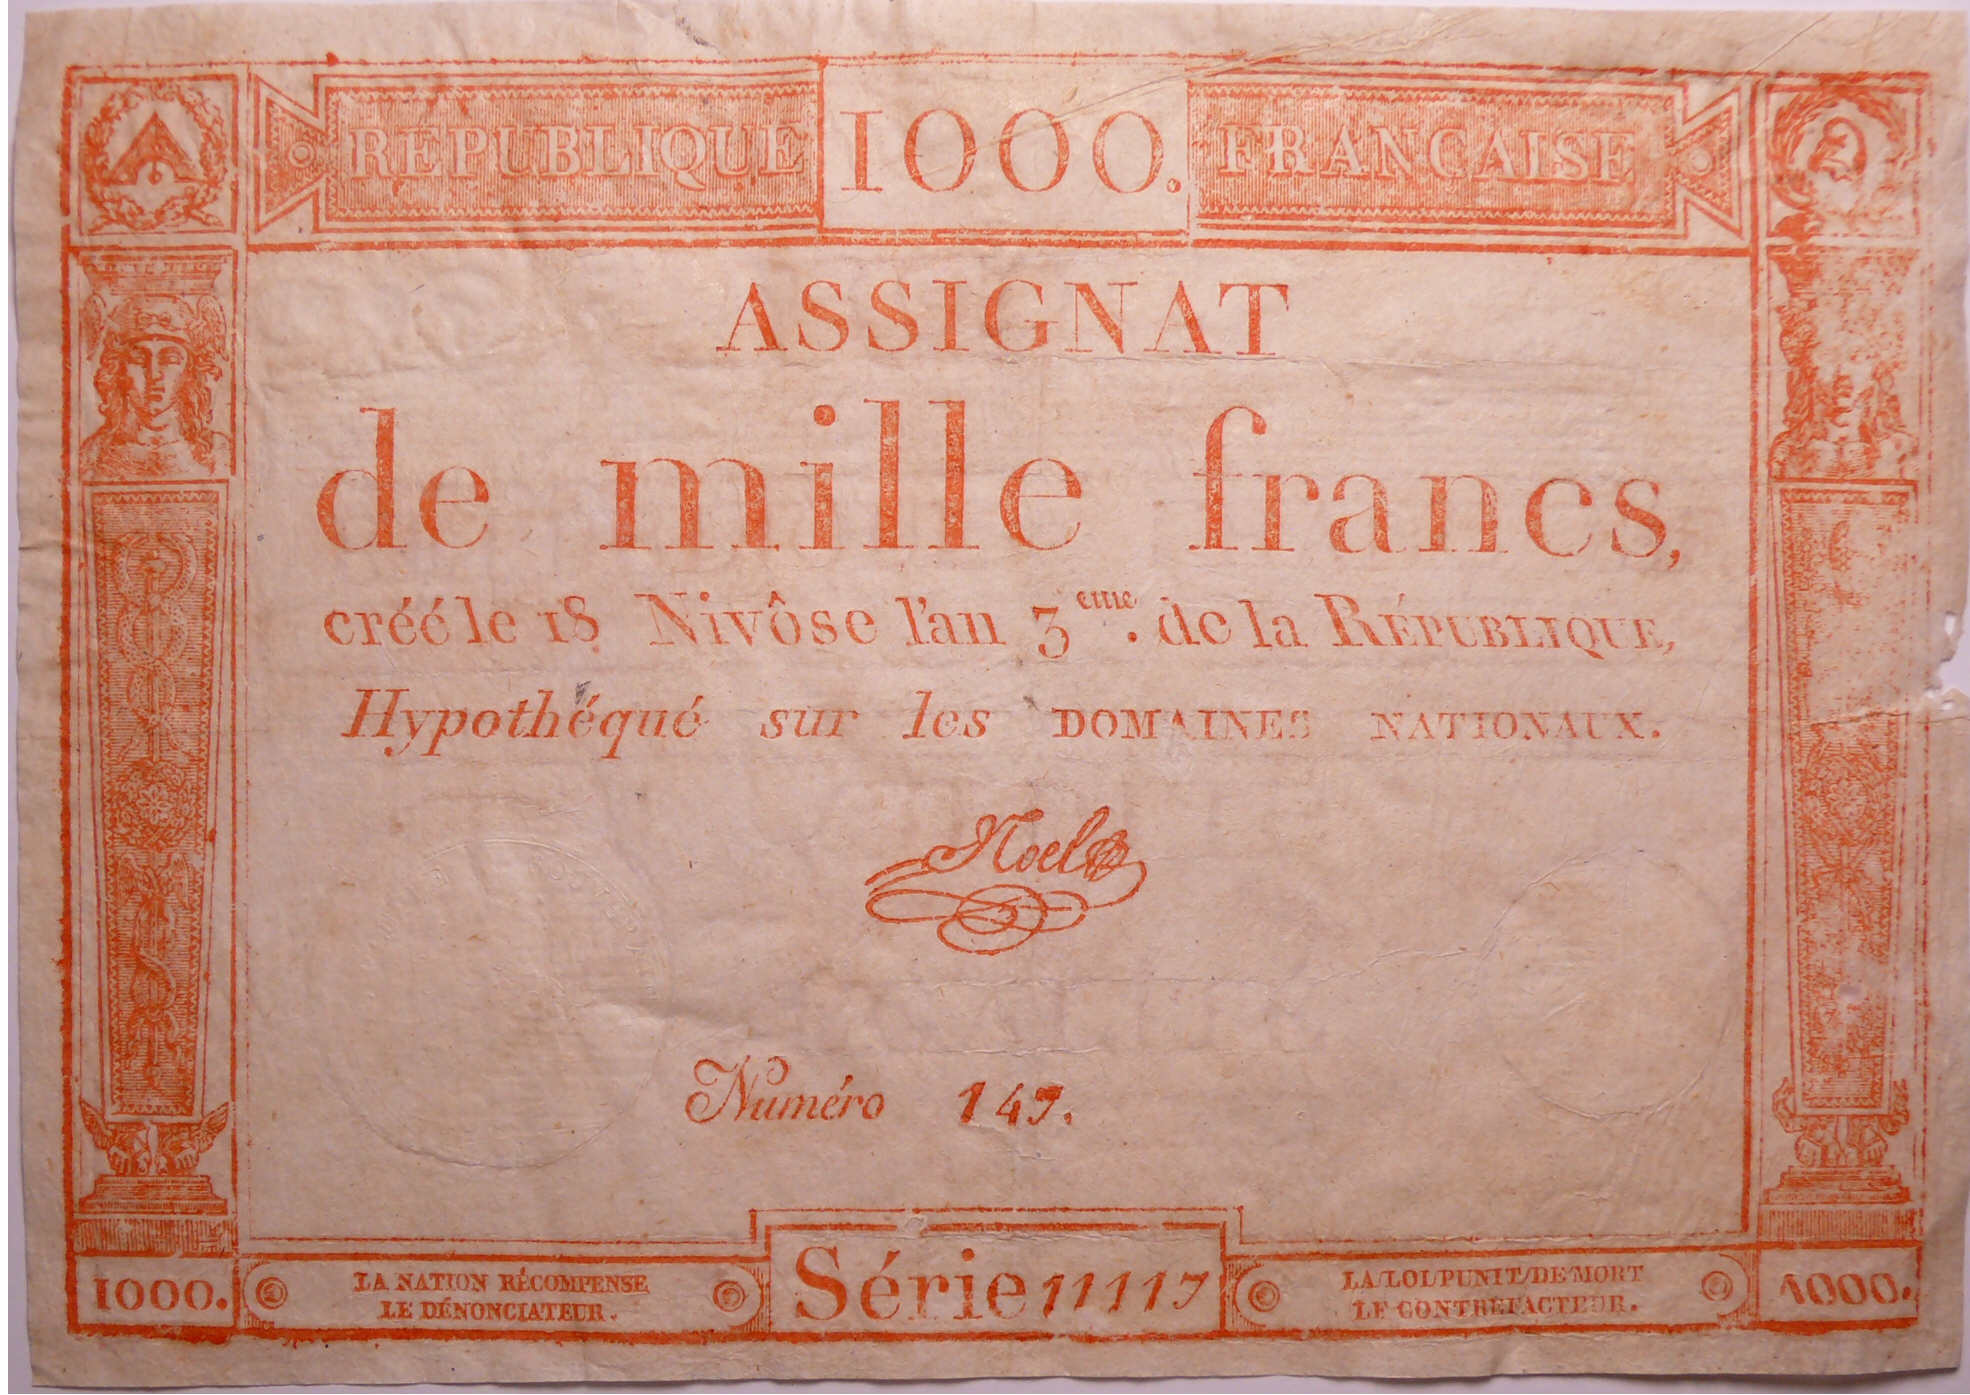 REPUBLIQUE 1000. FRANCAISE
ASSIGNAT
de mille francs,
créé le 18 Nivôse l'an 3eme. de la RÉPUBLIQUE,
Hypothéqué sur les DOMAINES NATIONAUX.
Noel
Numéro 147.
1000.
LA NATION RÉCOMPENSE
LE DÉNONCIATEUR.
Série 11117
LA LOI PUNIT DE MORT
LE CONTREFACTEUR.
1000.